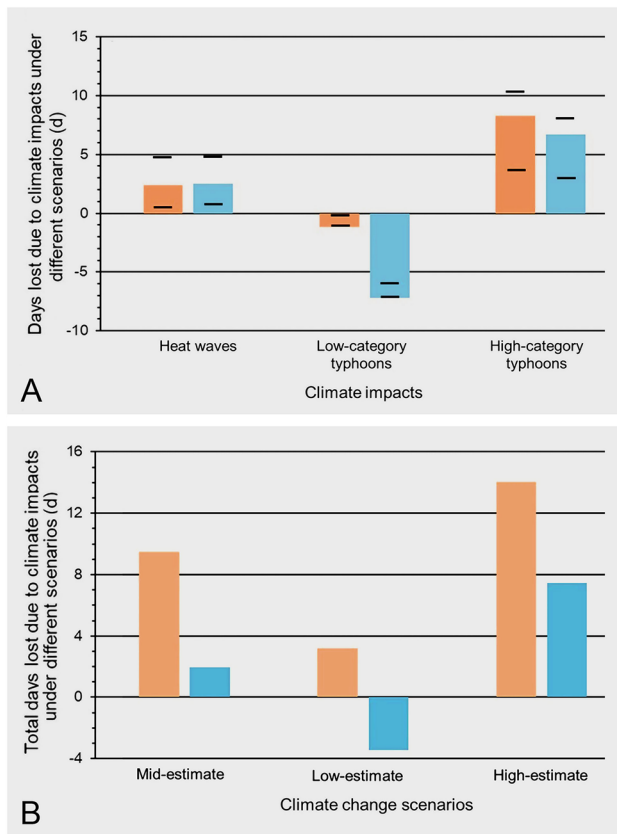 Days lost due to climate impacts under
different scenarios (d)
15
10
5
0
-5
-10
Heat waves
Low-category
typhoons
High-category
typhoons
A
Climate impacts
Total days lost due to climate impacts
under different scenarios (d)
16
12
8
4
0
-4
Mid-estimate
Low-estimate
High-estimate
B
Climate change scenarios